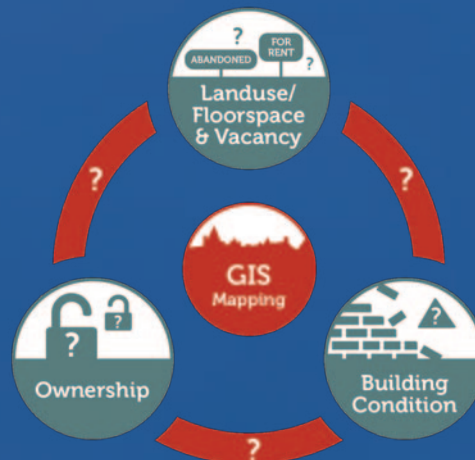 ?
FOR
RENT
ABANDONED
?
Landuse/
Floorspace
& Vacancy
?
?
GIS
Mapping
?
?
?
Ownership
Building
Condition
?